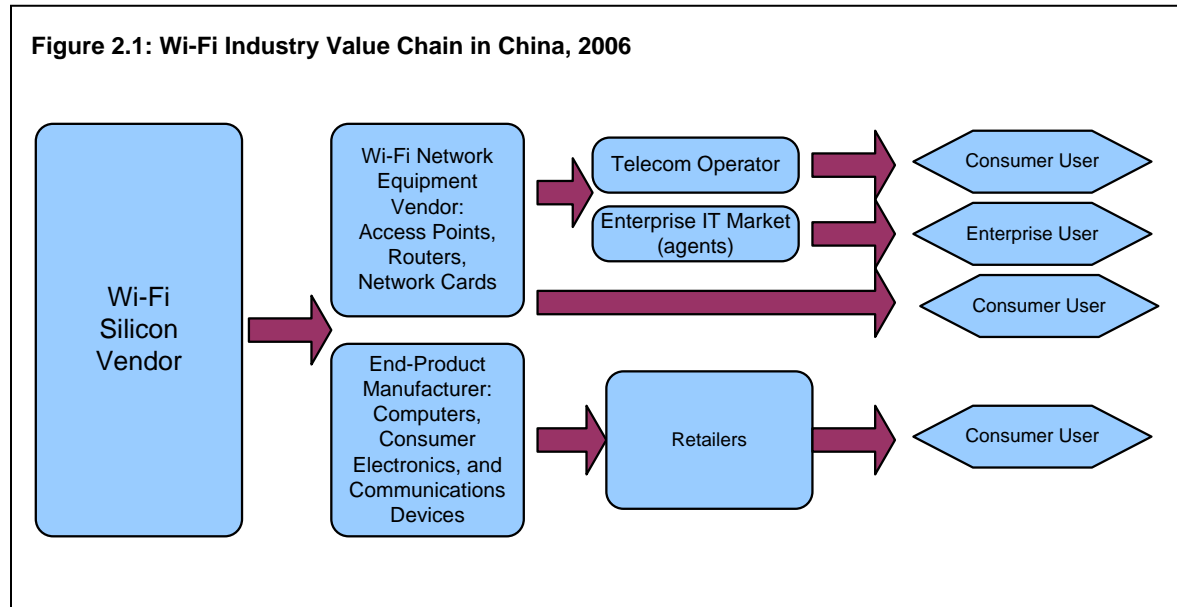 Figure 2.1: Wi-Fi Industry Value Chain in China, 2006
Wi-Fi
Silicon
Vendor
Wi-Fi Network
Equipment
Vendor:
Access Points,
Routers,
Network Cards
Telecom Operator
Enterprise IT Market
(agents)
Consumer User
Enterprise User
Consumer User
End-Product
Manufacturer:
Computers,
Consumer
Electronics, and
Communications
Devices
Retailers
Consumer User